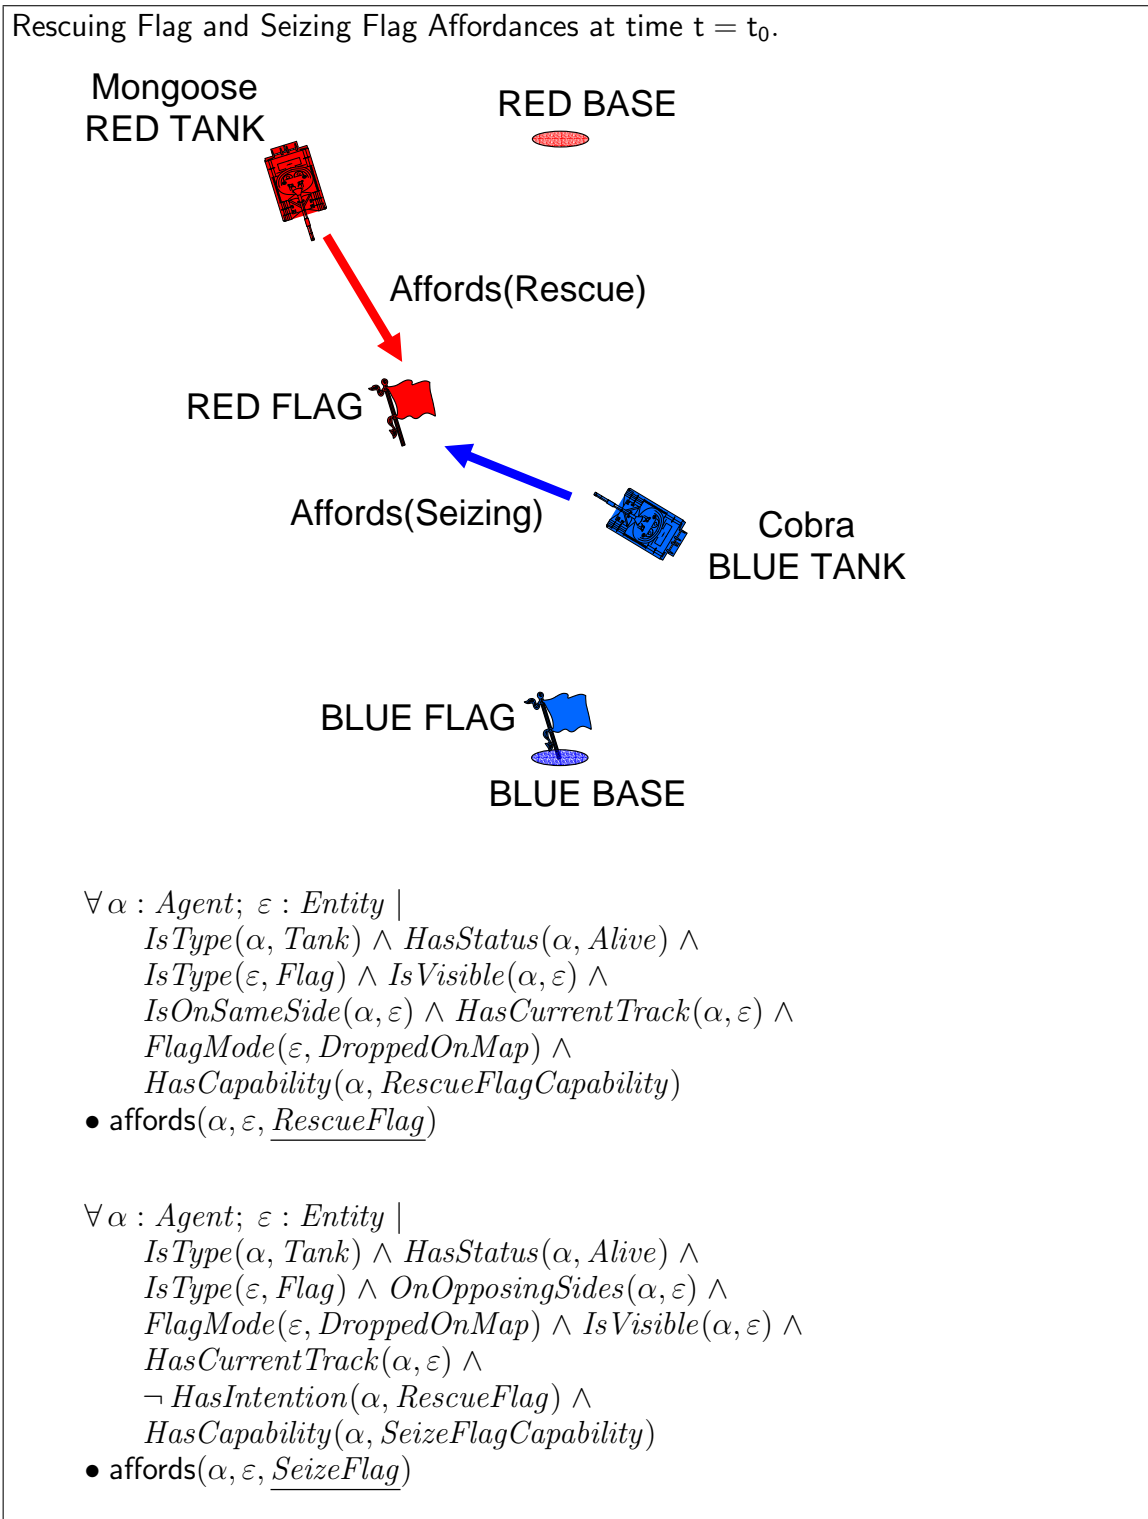 Rescuing Flag and Seizing Flag Affordances at time t = t₀.
Mongoose
RED TANK
RED BASE
Affords(Rescue)
RED FLAG
Affords(Seizing)
Cobra
BLUE TANK
BLUE FLAG
BLUE BASE
∀ α : Agent; ε : Entity |
IsType(α, Tank) ∧ HasStatus(α, Alive) ∧
IsType(ε, Flag) ∧ IsVisible(α, ε) ∧
IsOnSameSide(α, ε) ∧ HasCurrentTrack(α, ε) ∧
FlagMode(ε, DroppedOnMap) ∧
HasCapability(α, RescueFlagCapability)
• affords(α, ε, RescueFlag)
∀ α : Agent; ε : Entity |
IsType(α, Tank) ∧ HasStatus(α, Alive) ∧
IsType(ε, Flag) ∧ OnOpposingSides(α, ε) ∧
FlagMode(ε, DroppedOnMap) ∧ IsVisible(α, ε) ∧
HasCurrentTrack(α, ε) ∧
¬ HasIntention(α, RescueFlag) ∧
HasCapability(α, SeizeFlagCapability)
• affords(α, ε, SeizeFlag)